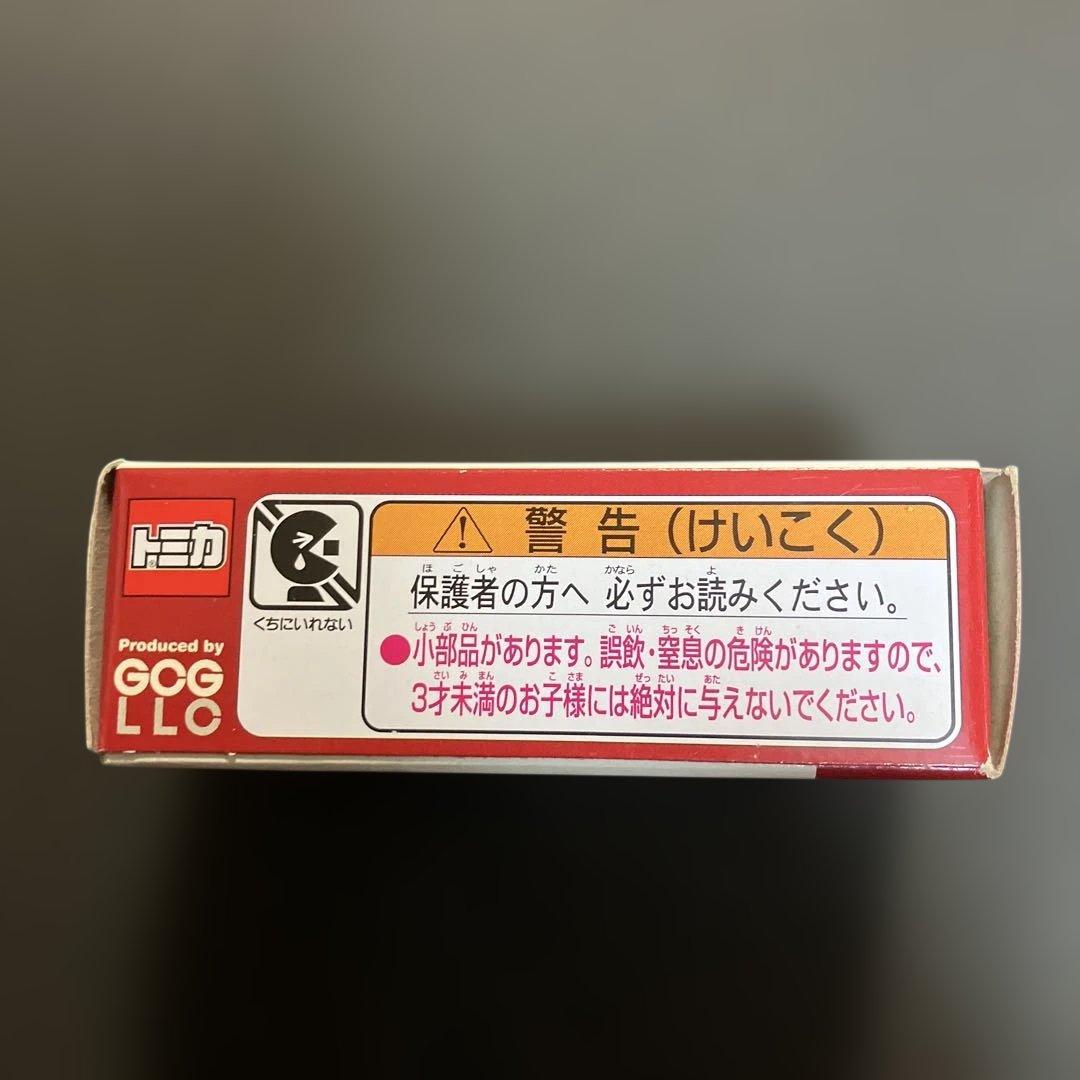 トミカ
®
Produced by
GCG
LLC
くちにいれない
警告(けいこく)
ほごしゃ かた かなら よ
保護者の方へ 必ずお読みください。
しょうぶひん ごいん ちっそく きけん
●小部品があります。誤飲・窒息の危険がありますので、
さいみまん こさま ぜったい あた
3才未満のお子様には絶対に与えないでください。